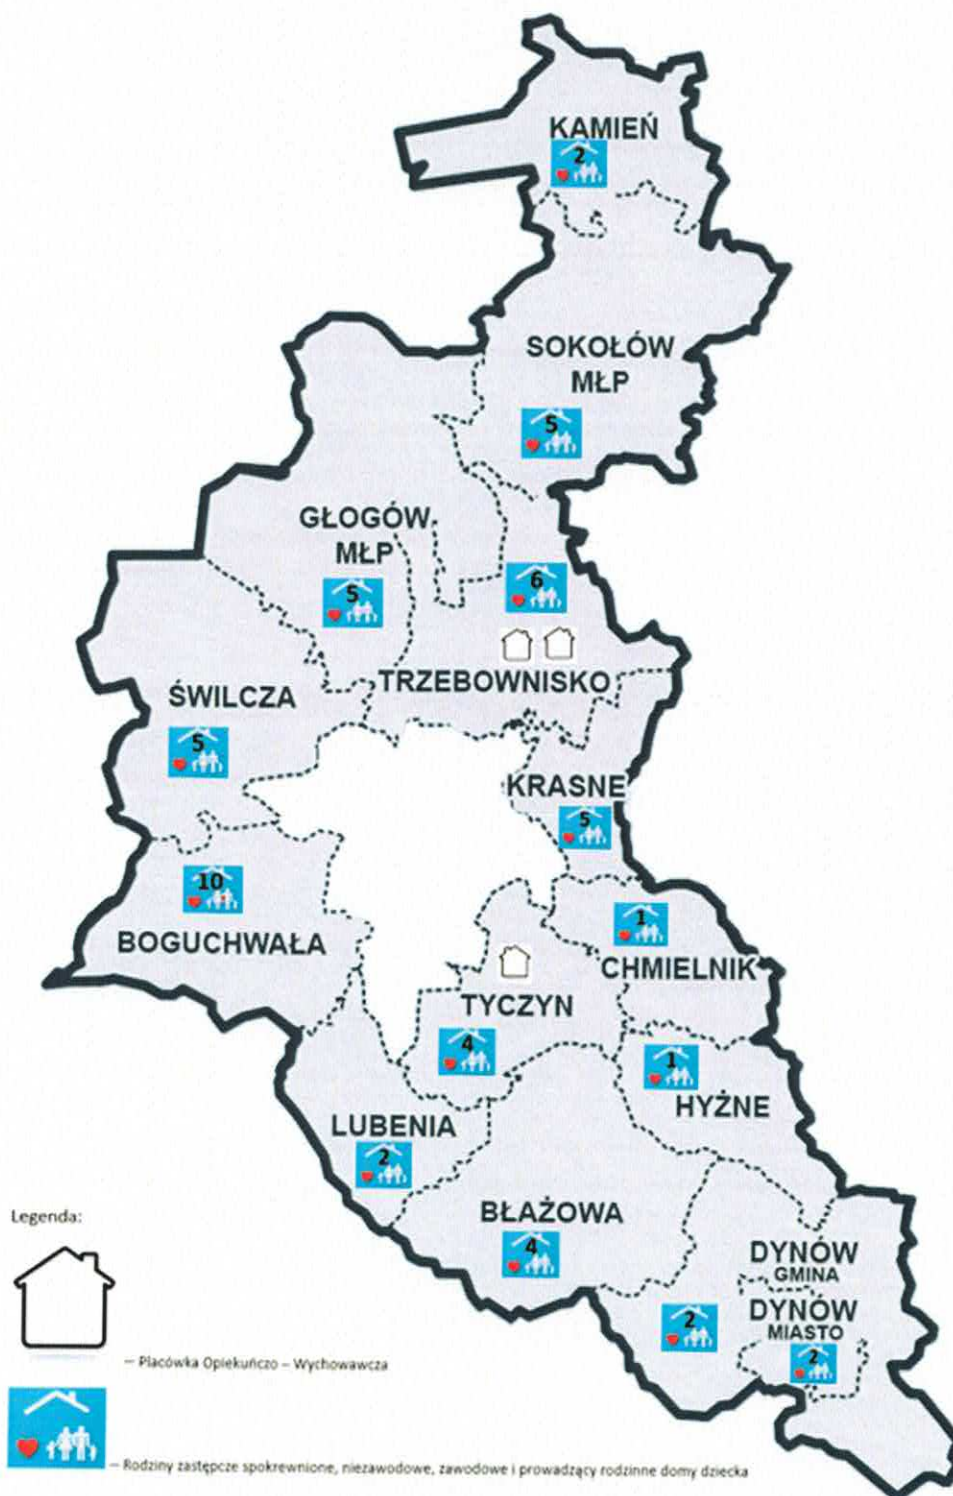 KAMIEŃ
2
SOKOŁÓW
MŁP
5
GŁOGÓW
MŁP
5
6
TRZEBOWNISKO
ŚWILCZA
5
KRASNE
5
10
BOGUCHWAŁA
1
CHMIELNIK
TYCZYN
4
1
HYŻNE
LUBENIA
2
BŁAŻOWA
4
DYNÓW
GMINA
2
DYNÓW
MIASTO
2
Legenda:
– Placówka Opiekuńczo – Wychowawcza
– Rodziny zastępcze spokrewnione, niezawodowe, zawodowe i prowadzący rodzinne domy dziecka